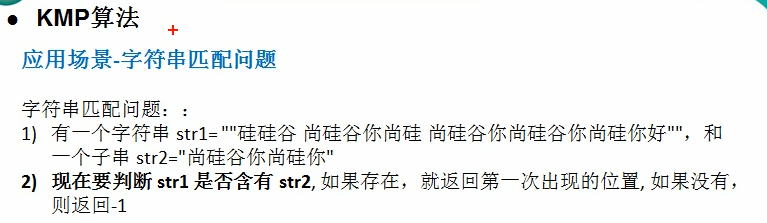 ● KMP算法
应用场景-字符串匹配问题
字符串匹配问题：：
1) 有一个字符串 str1= ""硅硅谷 尚硅谷你尚硅 尚硅谷你尚硅谷你尚硅你好""，和
一个子串 str2="尚硅谷你尚硅你"
2) 现在要判断 str1 是否含有 str2, 如果存在，就返回第一次出现的位置, 如果没有，
则返回-1